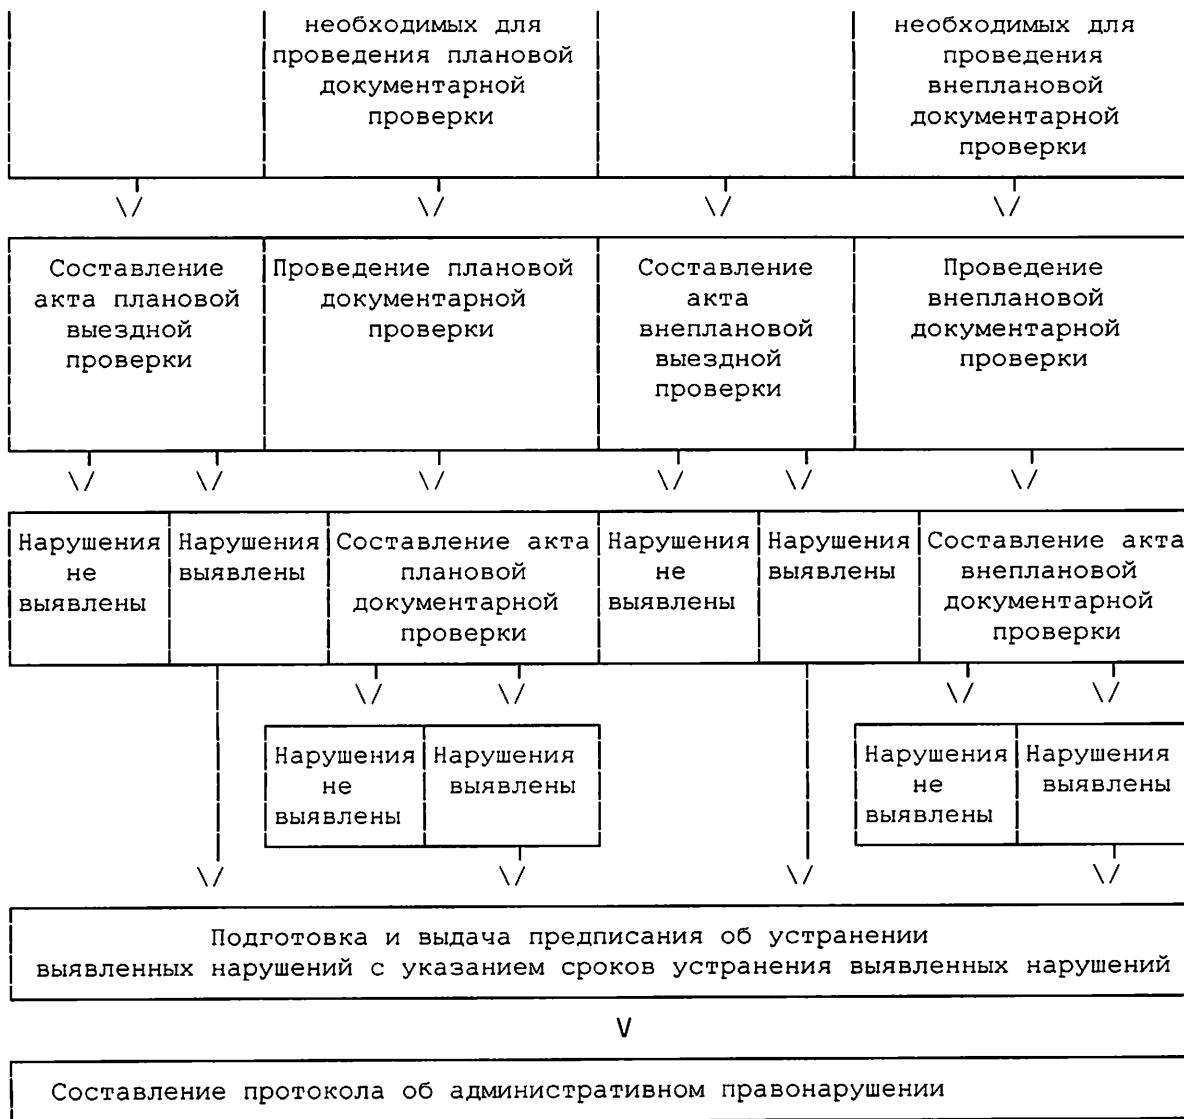 необходимых для
проведения плановой
документарной
проверки
необходимых для
проведения
внеплановой
документарной
проверки
\/ \/ \/ \/
Составление
акта плановой
выездной
проверки
Проведение плановой
документарной
проверки
Составление
акта
внеплановой
выездной
проверки
Проведение
внеплановой
документарной
проверки
\/ \/ \/ \/ \/ \/
Нарушения
не
выявлены
Нарушения
выявлены
Составление акта
плановой
документарной
проверки
Нарушения
не
выявлены
Нарушения
выявлены
Составление акта
внеплановой
документарной
проверки
\/ \/ \/ \/
Нарушения
не
выявлены
Нарушения
выявлены
Нарушения
не
выявлены
Нарушения
выявлены
\/ \/ \/ \/
Подготовка и выдача предписания об устранении
выявленных нарушений с указанием сроков устранения выявленных нарушений
V
Составление протокола об административном правонарушении